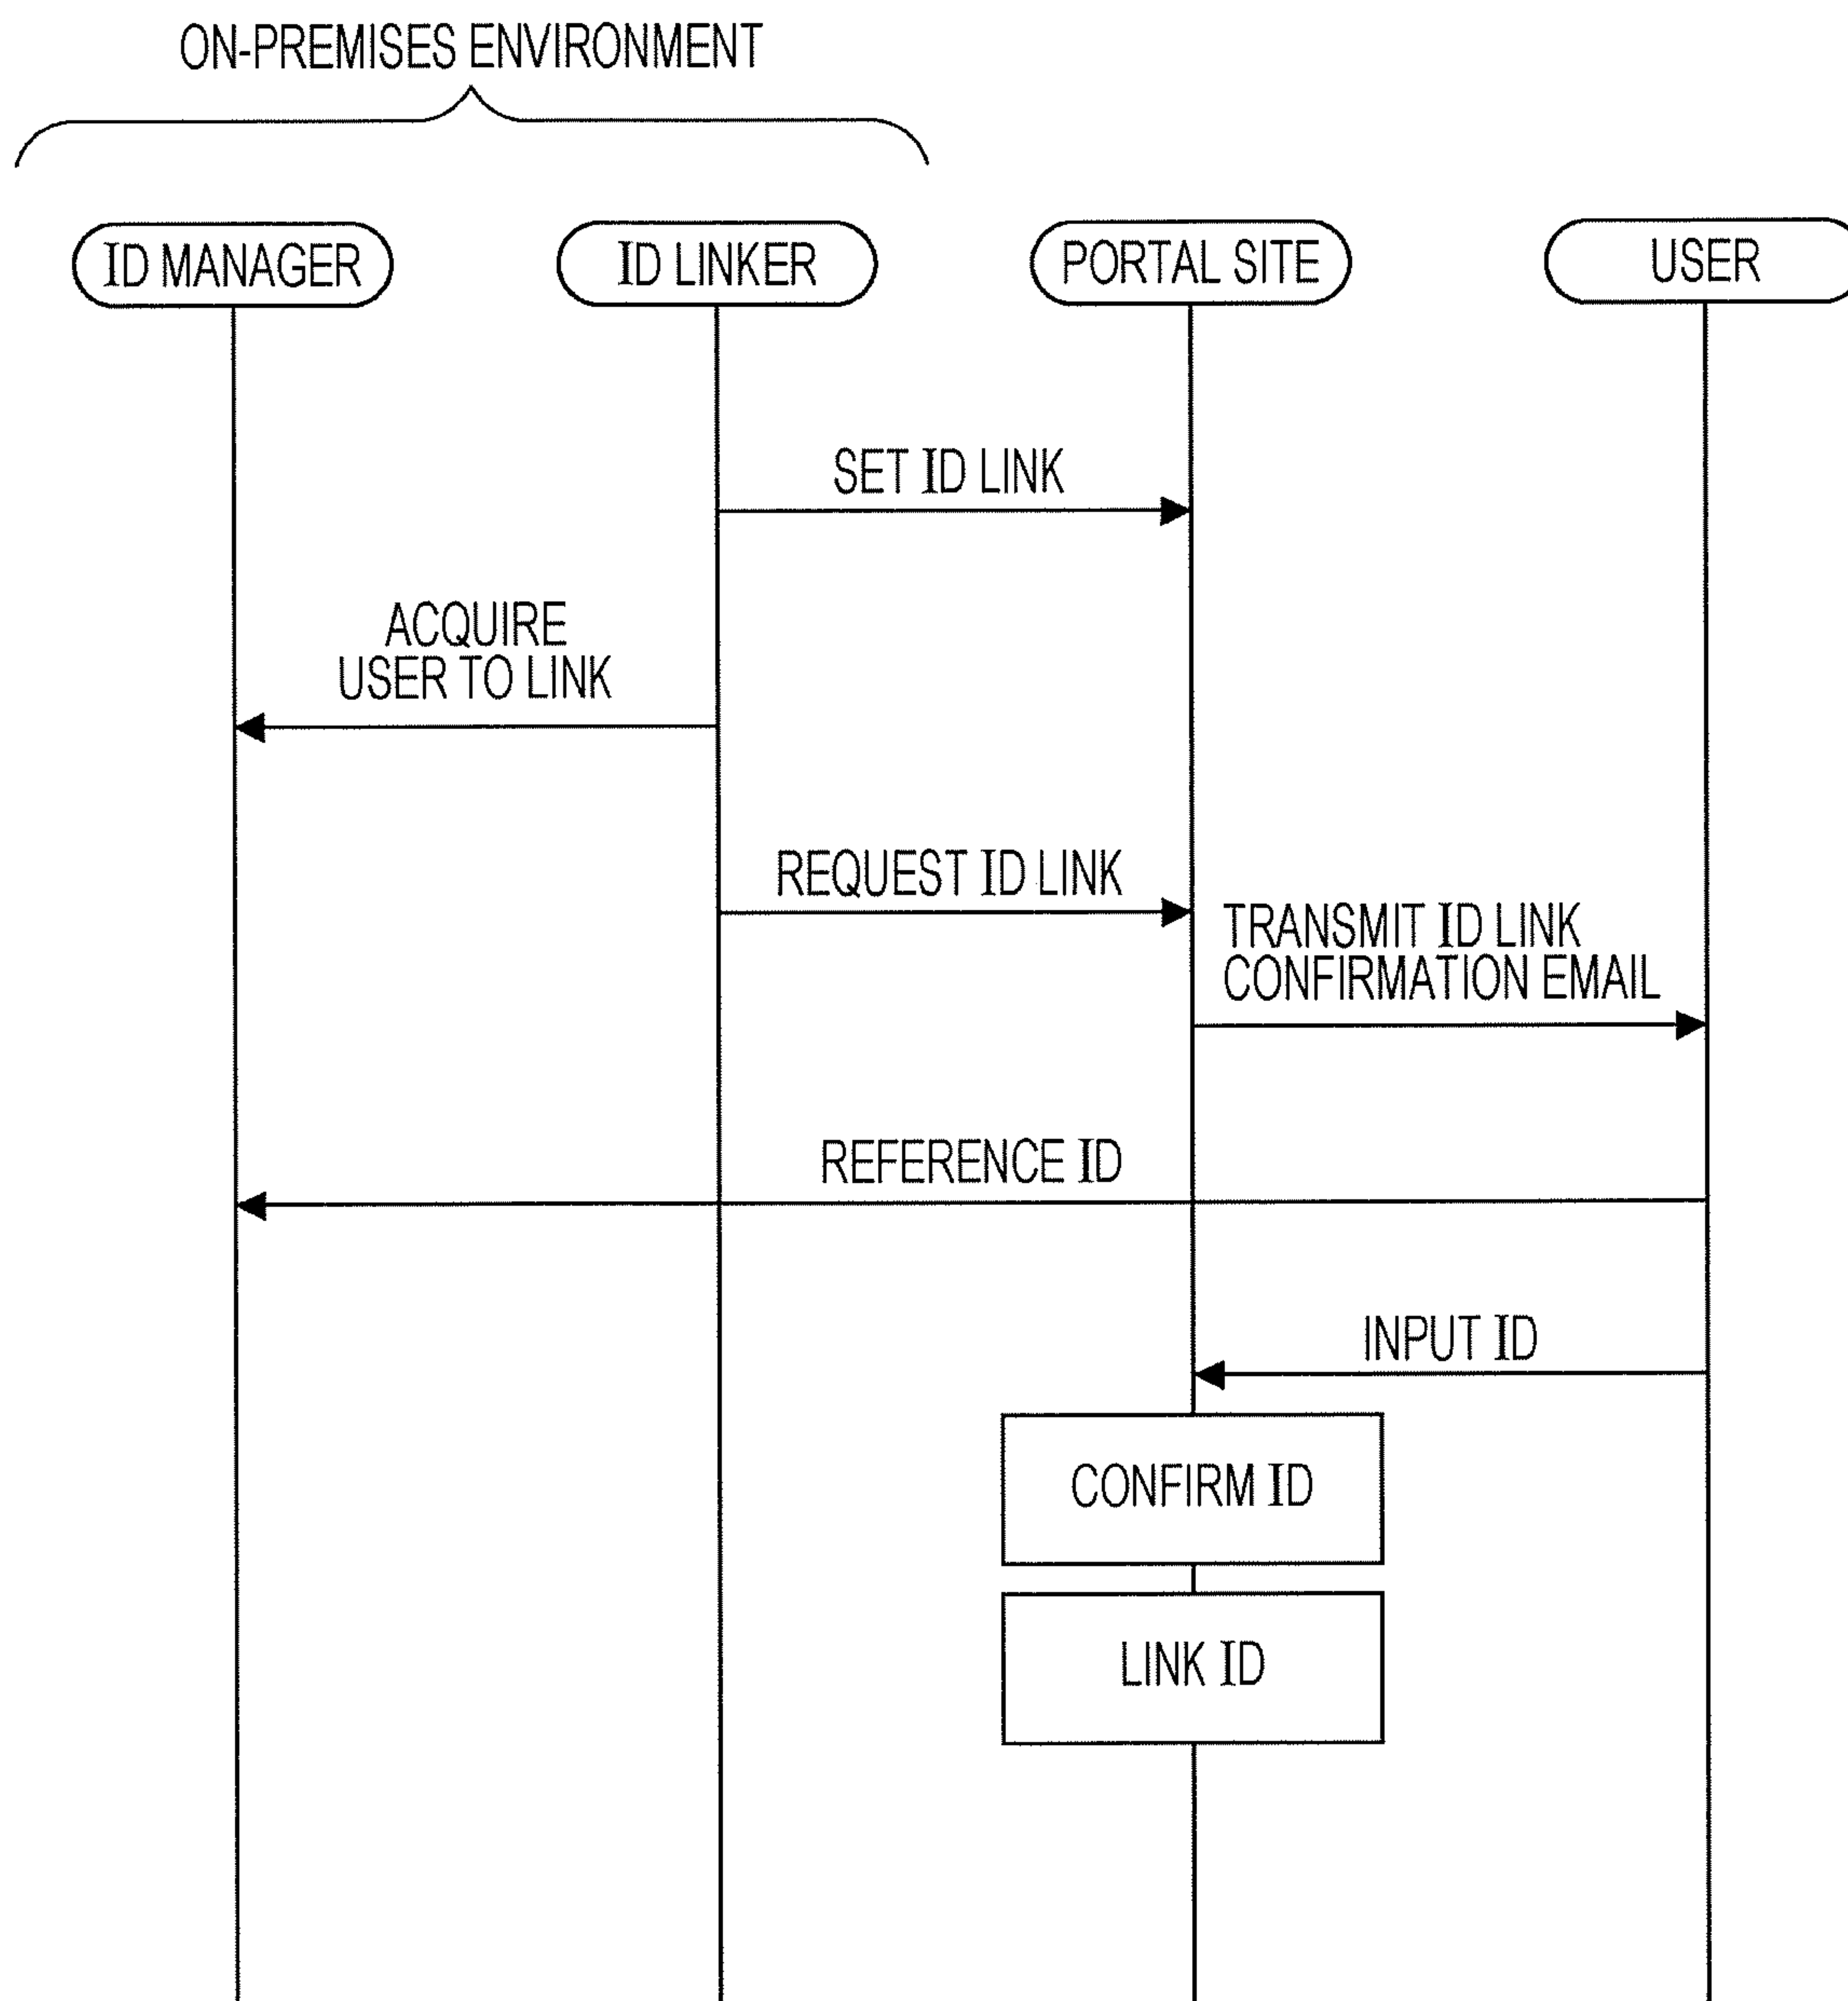 ON-PREMISES ENVIRONMENT
ID MANAGER
ID LINKER
PORTAL SITE
USER
SET ID LINK
ACQUIRE
USER TO LINK
REQUEST ID LINK
TRANSMIT ID LINK
CONFIRMATION EMAIL
REFERENCE ID
INPUT ID
CONFIRM ID
LINK ID